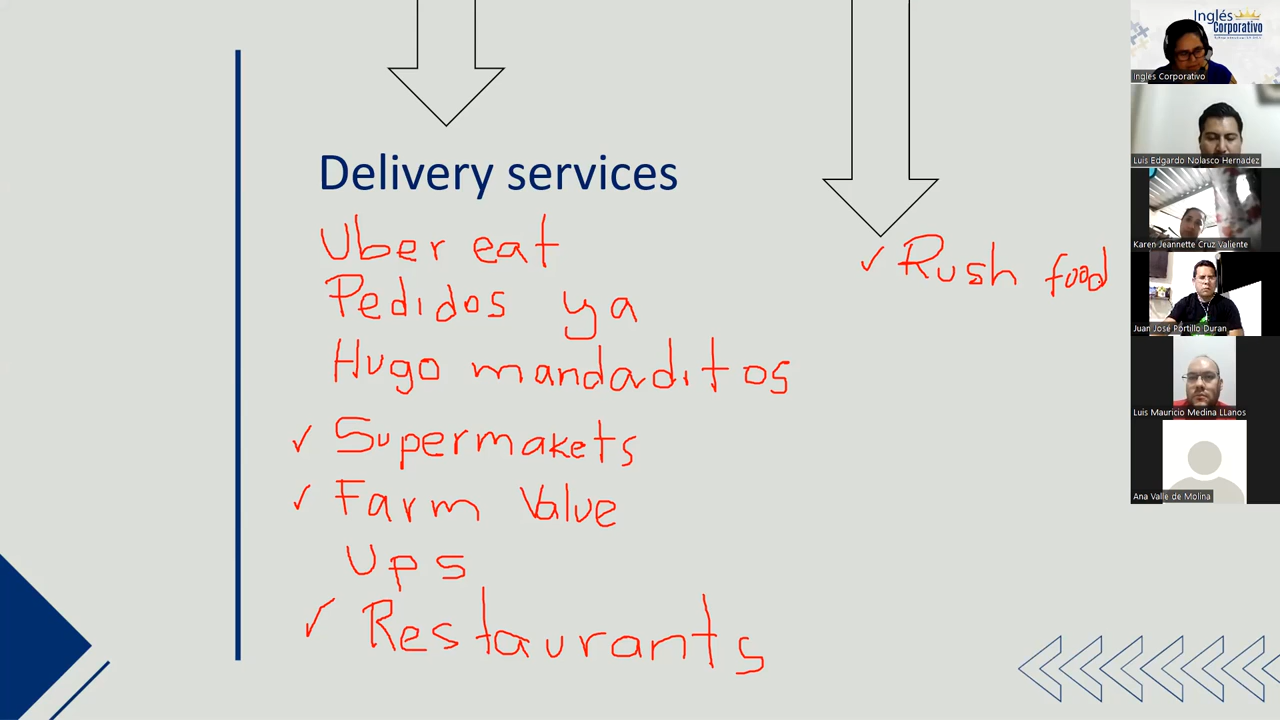 Delivery services
Uber eat
Pedidos ya
Hugo mandaditos
✓ Supermakets
✓ Farm Value
Ups
✓ Restaurants
✓ Rush food
Inglés
Corporativo
Inglés Corporativo
Luis Edgardo Nolasco Hernadez
Karen Jeannette Cruz Valiente
Juan José Portillo Duran
Luis Mauricio Medina LLanos
Ana Valle de Molina